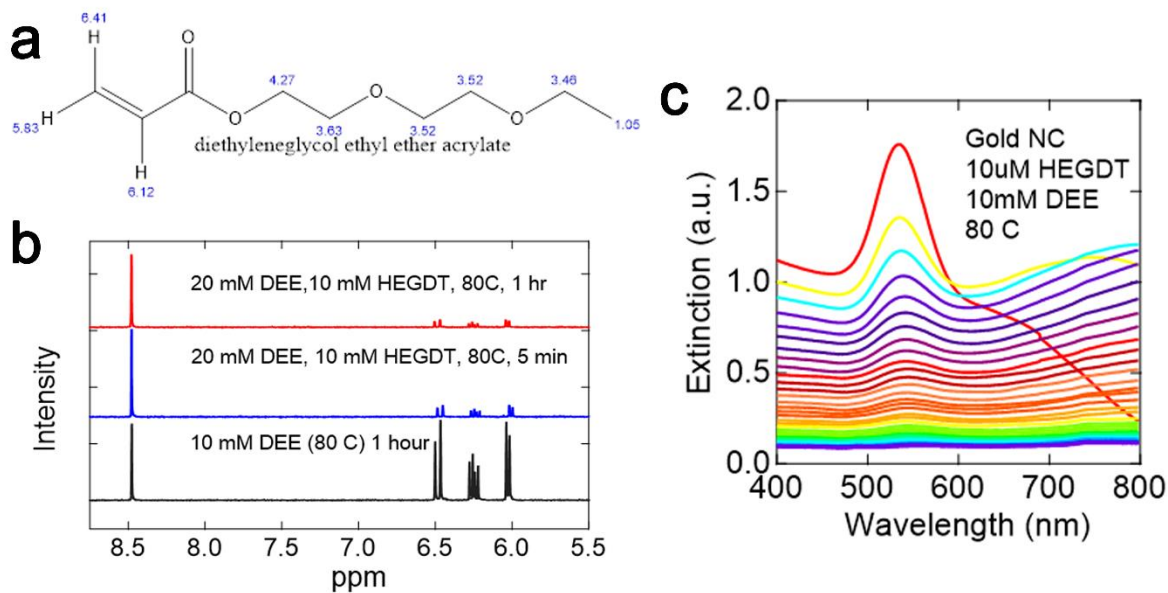 a
6.41
H
O
4.27
O
3.52
3.46
5.83
H
O
3.63
3.52
O
1.05
diethyleneglycol ethyl ether acrylate
H
6.12
b
20 mM DEE,10 mM HEGDT, 80C, 1 hr
20 mM DEE, 10 mM HEGDT, 80C, 5 min
10 mM DEE (80 C) 1 hour
Intensity
8.5 8.0 7.5 7.0 6.5 6.0 5.5
ppm
c
2.0
1.5
1.0
0.5
0.0
Gold NC
10uM HEGDT
10mM DEE
80 C
Extinction (a.u.)
400 500 600 700 800
Wavelength (nm)